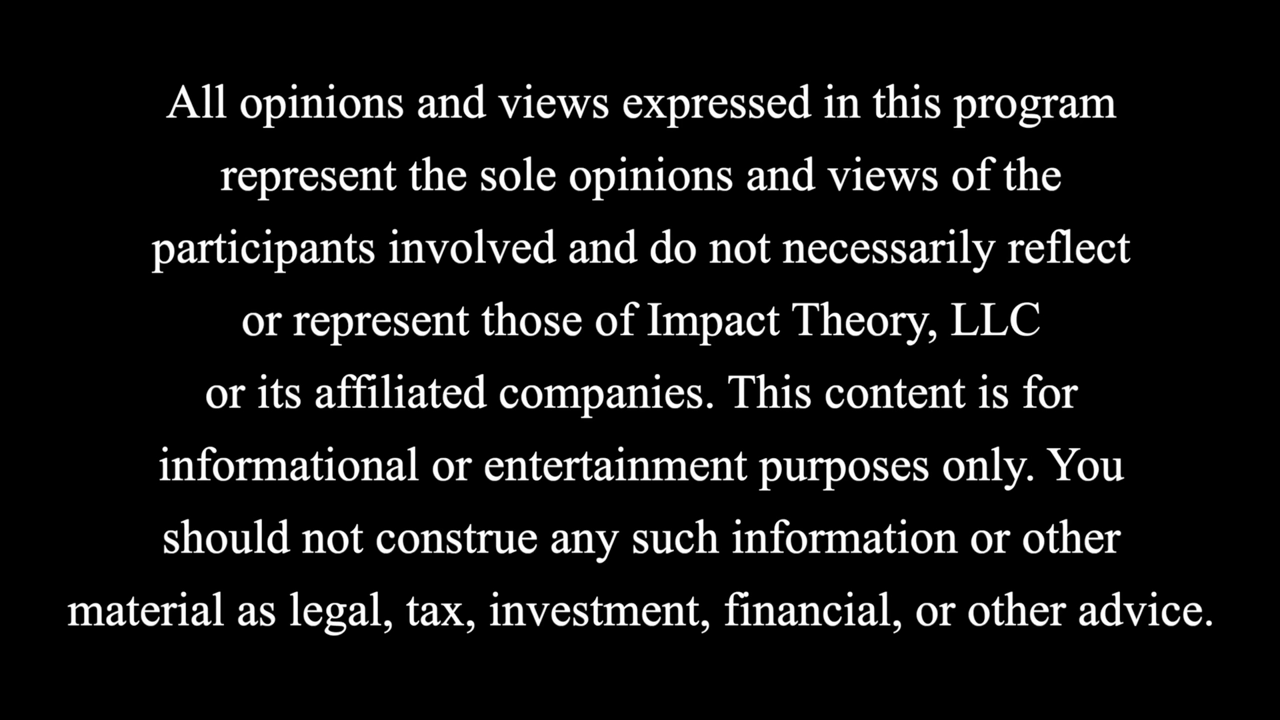 All opinions and views expressed in this program
represent the sole opinions and views of the
participants involved and do not necessarily reflect
or represent those of Impact Theory, LLC
or its affiliated companies. This content is for
informational or entertainment purposes only. You
should not construe any such information or other
material as legal, tax, investment, financial, or other advice.